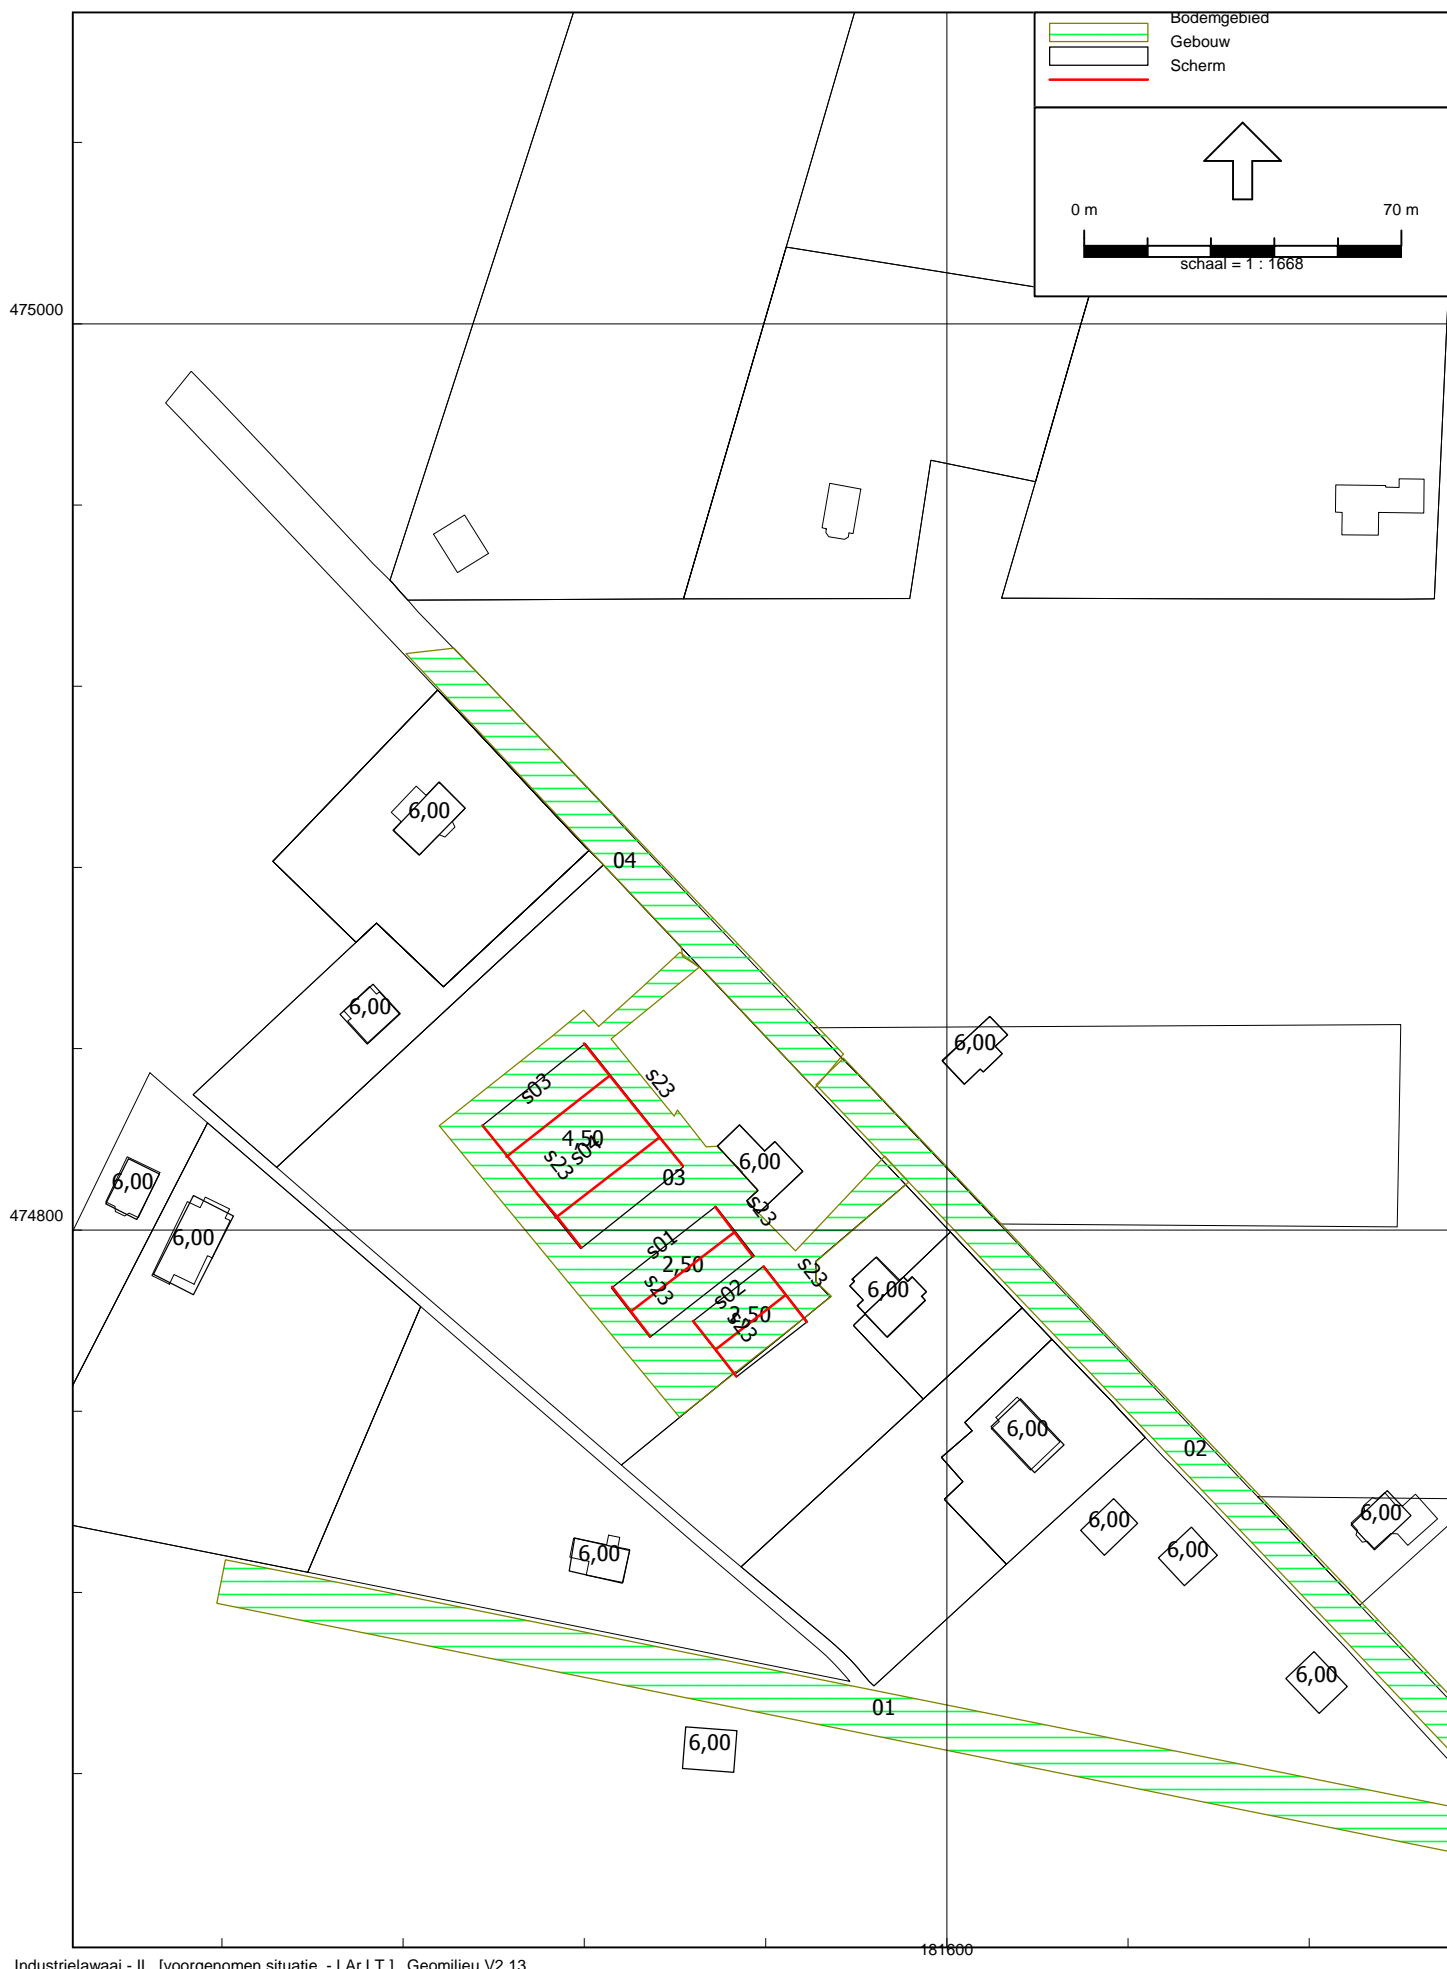 Bodemgebied
Gebouw
Scherm
0 m 70 m
schaal = 1 : 1668
475000
6,00
04
6,00
6,00
s23
s03
4,50
s04
s23
03
6,00
6,00
s23
474800
6,00
s01
2,50
s23
s23
6,00
s02
2,50
s23
6,00
02
6,00
6,00
6,00
6,00
6,00
01
6,00
181600
Industrielawaai - IL, [voorgenomen situatie - LAr,LT ], Geomilieu V2.13